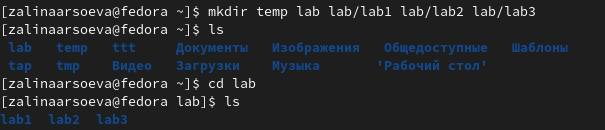 [zalinaarsoeva@fedora ~]$ mkdir temp lab lab/lab1 lab/lab2 lab/lab3
[zalinaarsoeva@fedora ~]$ ls
lab temp ttt Документы Изображения Общедоступные Шаблоны
tap tmp Видео Загрузки Музыка 'Рабочий стол'
[zalinaarsoeva@fedora ~]$ cd lab
[zalinaarsoeva@fedora lab]$ ls
lab1 lab2 lab3